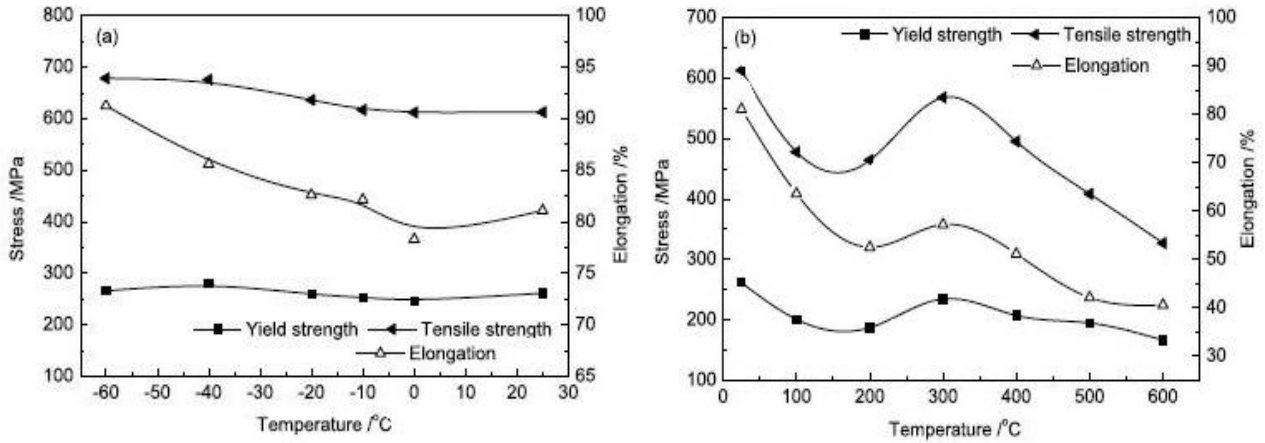 (a)
800
700
600
500
400
300
200
100
Stress /MPa
100
95
90
85
80
75
70
65
Elongation /%
Yield strength
Tensile strength
Elongation
-60 -50 -40 -30 -20 -10 0 10 20 30
Temperature /°C
(b)
700
600
500
400
300
200
100
Stress /MPa
100
90
80
70
60
50
40
30
Elongation /%
Yield strength
Tensile strength
Elongation
0 100 200 300 400 500 600
Temperature /°C